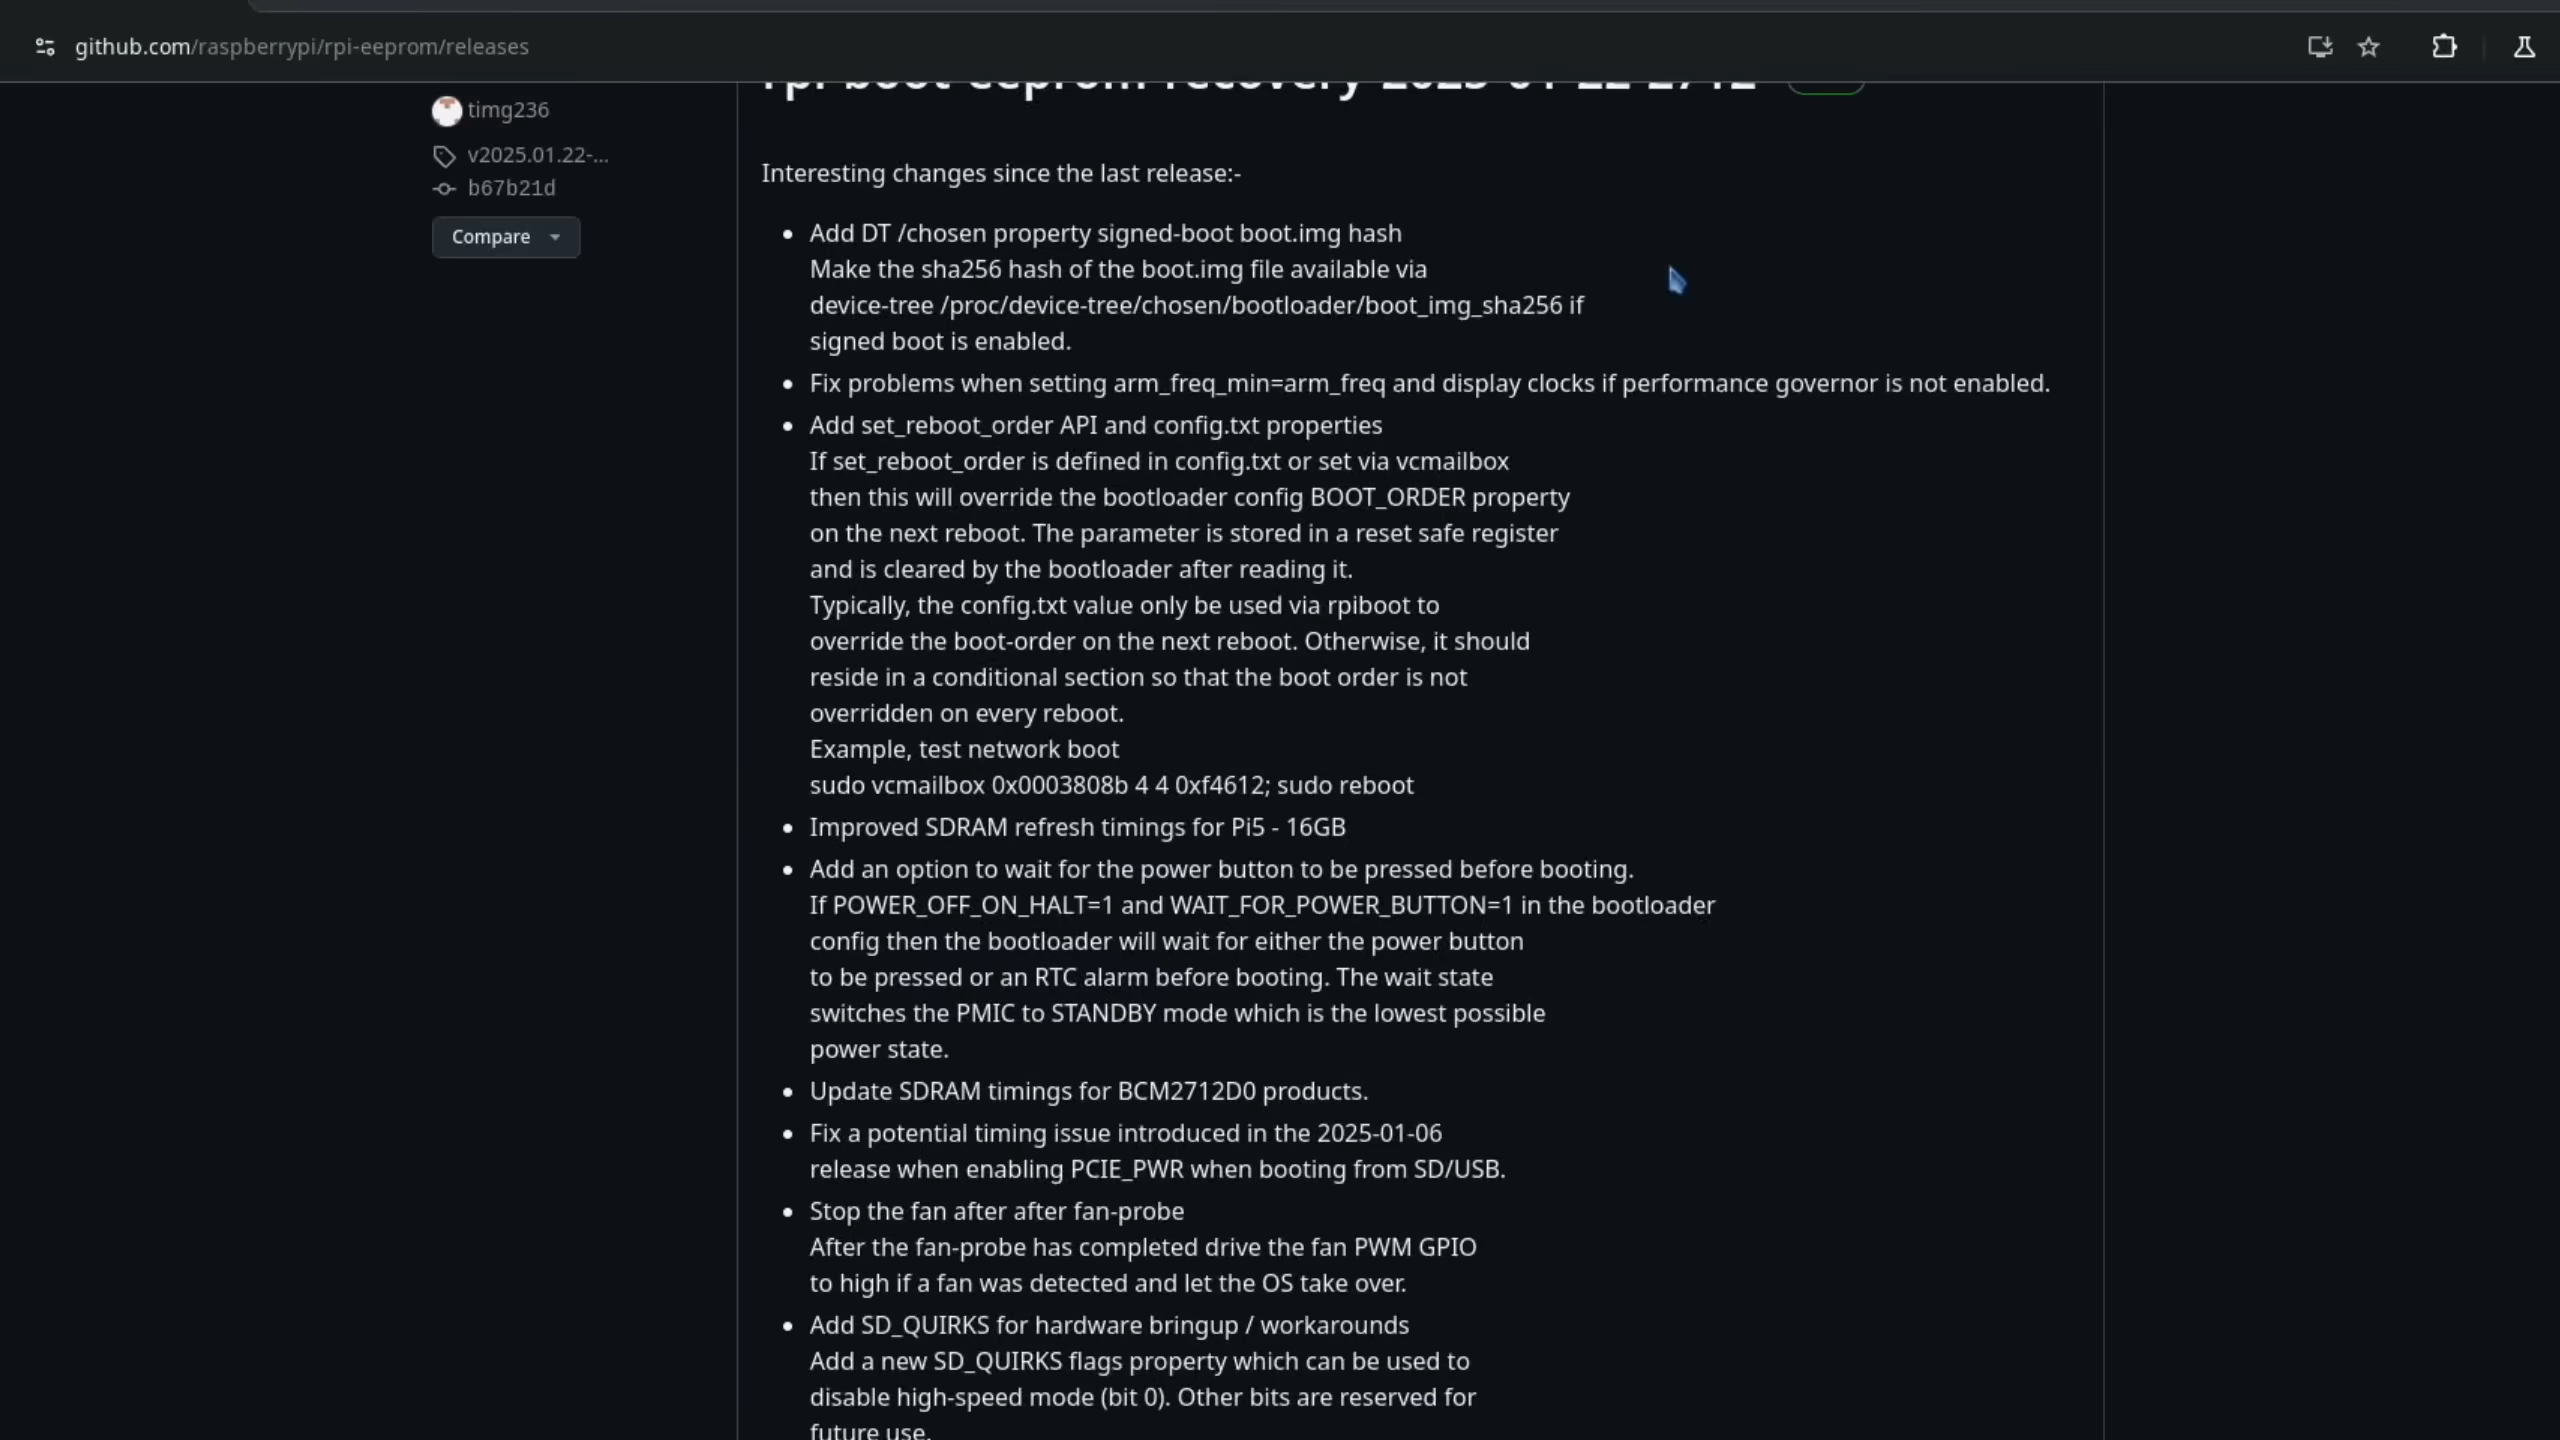 github.com/raspberrypi/rpi-eeprom/releases
rpi-boot-eeprom-recovery-2025-01-22-2712
timg236
v2025.01.22-...
b67b21d
Compare
Interesting changes since the last release:-
Add DT /chosen property signed-boot boot.img hash
Make the sha256 hash of the boot.img file available via
device-tree /proc/device-tree/chosen/bootloader/boot_img_sha256 if
signed boot is enabled.
Fix problems when setting arm_freq_min=arm_freq and display clocks if performance governor is not enabled.
Add set_reboot_order API and config.txt properties
If set_reboot_order is defined in config.txt or set via vcmailbox
then this will override the bootloader config BOOT_ORDER property
on the next reboot. The parameter is stored in a reset safe register
and is cleared by the bootloader after reading it.
Typically, the config.txt value only be used via rpiboot to
override the boot-order on the next reboot. Otherwise, it should
reside in a conditional section so that the boot order is not
overridden on every reboot.
Example, test network boot
sudo vcmailbox 0x0003808b 4 4 0xf4612; sudo reboot
Improved SDRAM refresh timings for Pi5 - 16GB
Add an option to wait for the power button to be pressed before booting.
If POWER_OFF_ON_HALT=1 and WAIT_FOR_POWER_BUTTON=1 in the bootloader
config then the bootloader will wait for either the power button
to be pressed or an RTC alarm before booting. The wait state
switches the PMIC to STANDBY mode which is the lowest possible
power state.
Update SDRAM timings for BCM2712D0 products.
Fix a potential timing issue introduced in the 2025-01-06
release when enabling PCIE_PWR when booting from SD/USB.
Stop the fan after after fan-probe
After the fan-probe has completed drive the fan PWM GPIO
to high if a fan was detected and let the OS take over.
Add SD_QUIRKS for hardware bringup / workarounds
Add a new SD_QUIRKS flags property which can be used to
disable high-speed mode (bit 0). Other bits are reserved for
future use.